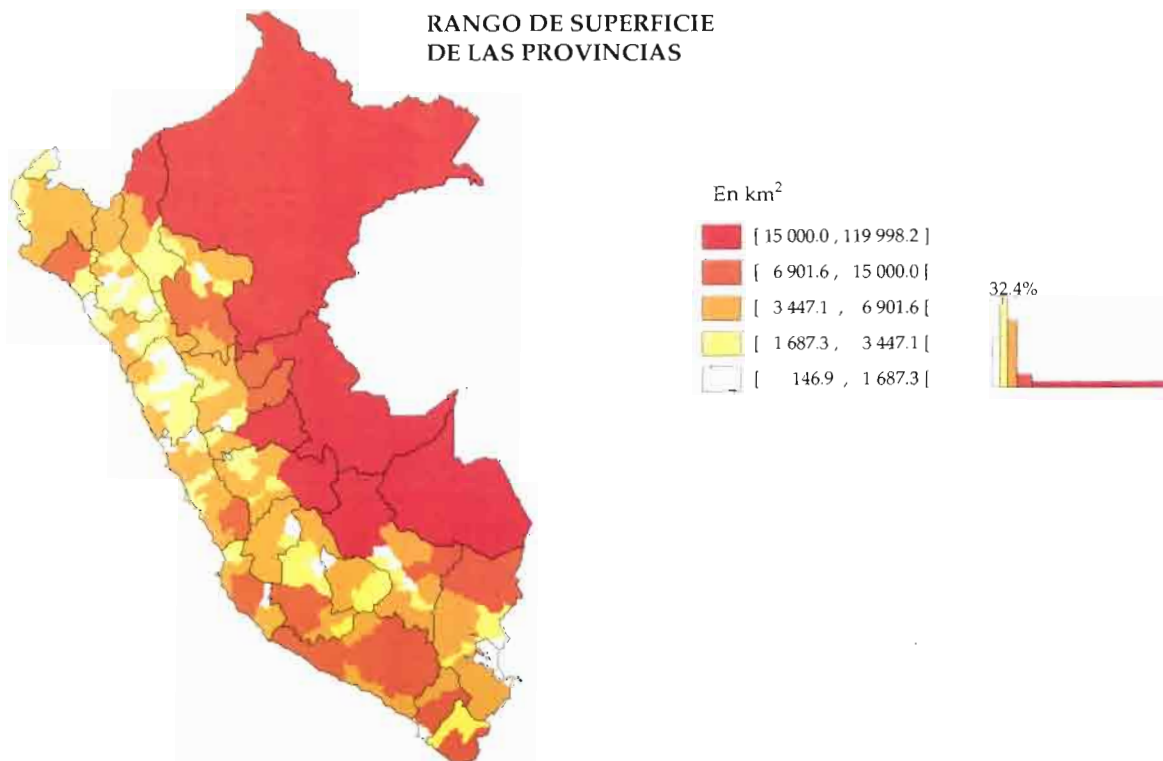 RANGO DE SUPERFICIE
DE LAS PROVINCIAS
En km²
[ 15 000.0 , 119 998.2 ]
[ 6 901.6 , 15 000.0 [
[ 3 447.1 , 6 901.6 [
[ 1 687.3 , 3 447.1 [
[ 146.9 , 1 687.3 [
32.4%